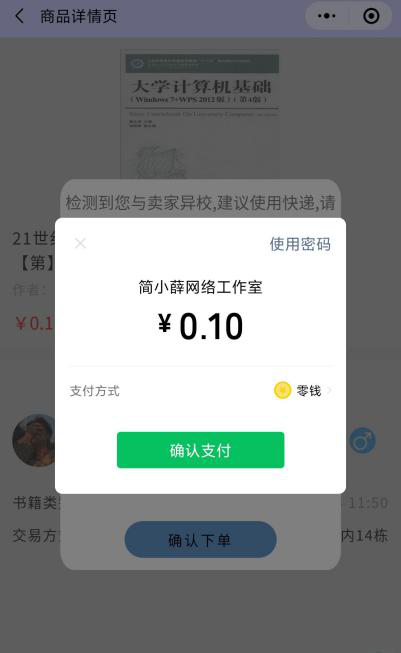 商品详情页
大学计算机基础
(Windows 7+WPS 2012版)(第4版)
检测到您与卖家异校,建议使用快递,请
21世纪
【第】
作者:
￥0.1
使用密码
简小薛网络工作室
￥0.10
支付方式
零钱
确认支付
书籍类
11:50
交易方
内14栋
确认下单